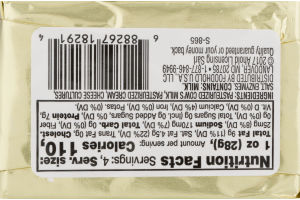 Nutrition Facts Servings: 4, Serv. size:
1 oz (28g), Amount per serving: Calories 110,
Total Fat 9g (11% DV), Sat. Fat 4.5g (22% DV), Trans Fat 0g, Cholest.
25mg (8% DV), Sodium 170mg (7% DV), Total Carb. 0g (0% DV),
Fiber 0g (0% DV), Total Sugars 0g (Incl. 0g Added Sugars, 0% DV), Protein 7g,
Vit. D (0% DV), Calcium (4% DV), Iron (0% DV), Potas. (0% DV).
INGREDIENTS: PASTEURIZED COW'S MILK, CREAM, CHEESE CULTURES,
SALT, ENZYMES. CONTAINS: MILK.
DISTRIBUTED BY FOODHOLD U.S.A., LLC
LANDOVER, MD 20785 • 1-877-846-9949
© 2017 Ahold Licensing Sàrl
Quality guaranteed or your money back.
S-985
6 88267 18291 4